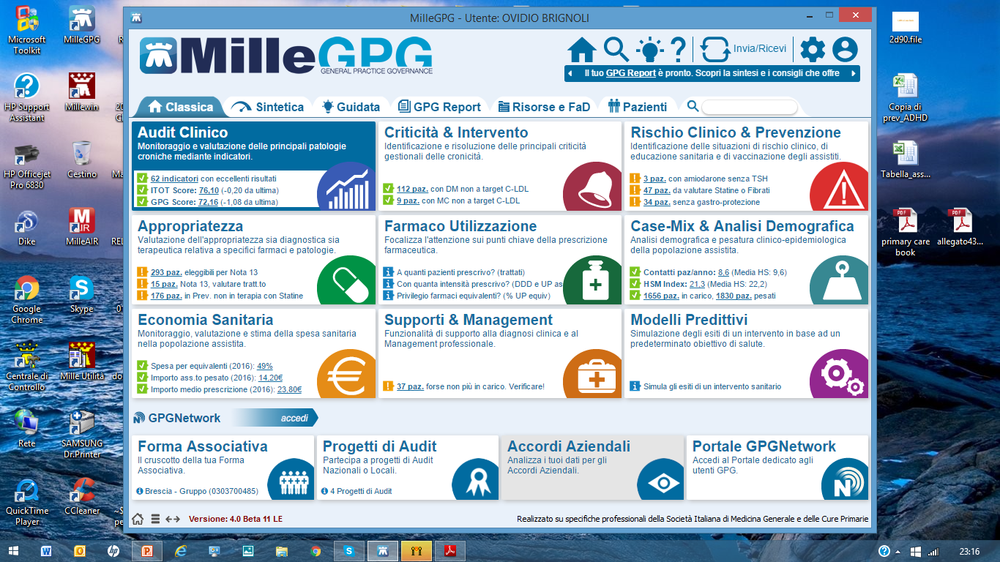 Microsoft
Toolkit
MilleGPG
HP Support
Assistant
Millewin
HP Officejet
Pro 6830
Cestino
Dike
MilleAIR
Google
Chrome
Skype
Centrale di
Controllo
Mille Utilità
Rete
SAMSUNG
Dr.Printer
QuickTime
Player
CCleaner
MilleGPG - Utente: OVIDIO BRIGNOLI
MilleGPG
GENERAL PRACTICE GOVERNANCE
Invia/Ricevi
Il tuo GPG Report è pronto. Scopri la sintesi e i consigli che offre
Classica
Sintetica
Guidata
GPG Report
Risorse e FaD
Pazienti
Audit Clinico
Monitoraggio e valutazione delle principali patologie
croniche mediante indicatori.
62 indicatori con eccellenti risultati
ITOT Score: 76,10 (-0,20 da ultima)
GPG Score: 72,16 (-1,08 da ultima)
Criticità & Intervento
Identificazione e risoluzione delle principali criticità
gestionali delle cronicità.
112 paz. con DM non a target C-LDL
9 paz. con MC non a target C-LDL
Rischio Clinico & Prevenzione
Identificazione delle situazioni di rischio clinico, di
educazione sanitaria e di vaccinazione degli assistiti.
3 paz. con amiodarone senza TSH
47 paz. da valutare Statine o Fibrati
34 paz. senza gastro-protezione
Appropriatezza
Valutazione dell'appropriatezza sia diagnostica sia
terapeutica relativa a specifici farmaci e patologie.
293 paz. eleggibili per Nota 13
15 paz. Nota 13, valutare tratt.to
176 paz. in Prev. non in terapia con Statine
Farmaco Utilizzazione
Focalizza l'attenzione sui punti chiave della prescrizione
farmaceutica.
A quanti pazienti prescrivo? (trattati)
Con quanta intensità prescrivo? (DDD e UP as
Privilegio farmaci equivalenti? (% UP equiv)
Case-Mix & Analisi Demografica
Analisi demografica e pesatura clinico-epidemiologica
della popolazione assistita.
Contatti paz/anno: 8,6 (Media HS: 9,6)
HSM Index: 21,3 (Media HS: 22,2)
1656 paz. in carico, 1830 paz. pesati
Economia Sanitaria
Monitoraggio, valutazione e stima della spesa sanitaria
nella popolazione assistita.
Spesa per equivalenti (2016): 49%
Importo ass.to pesato (2016): 14,20€
Importo medio prescrizione (2016): 23,80€
Supporti & Management
Funzionalità di supporto alla diagnosi clinica e al
Management professionale.
37 paz. forse non più in carico. Verificare!
Modelli Predittivi
Simulazione degli esiti di un intervento in base ad un
predeterminato obiettivo di salute.
Simula gli esiti di un intervento sanitario
GPGNetwork
accedi
Forma Associativa
Il cruscotto della tua Forma
Associativa.
Brescia - Gruppo (0303700485)
Progetti di Audit
Partecipa a progetti di Audit
Nazionali o Locali.
4 Progetti di Audit
Accordi Aziendali
Analizza i tuoi dati per gli
Accordi Aziendali.
Portale GPGNetwork
Accedi al Portale dedicato agli
utenti GPG.
Versione: 4.0 Beta 11 LE
Realizzato su specifiche professionali della Società Italiana di Medicina Generale e delle Cure Primarie
2d90.file
Copia di
prev_ADHD
Tabella_ass...
primary care
book
allegato43...
23:16